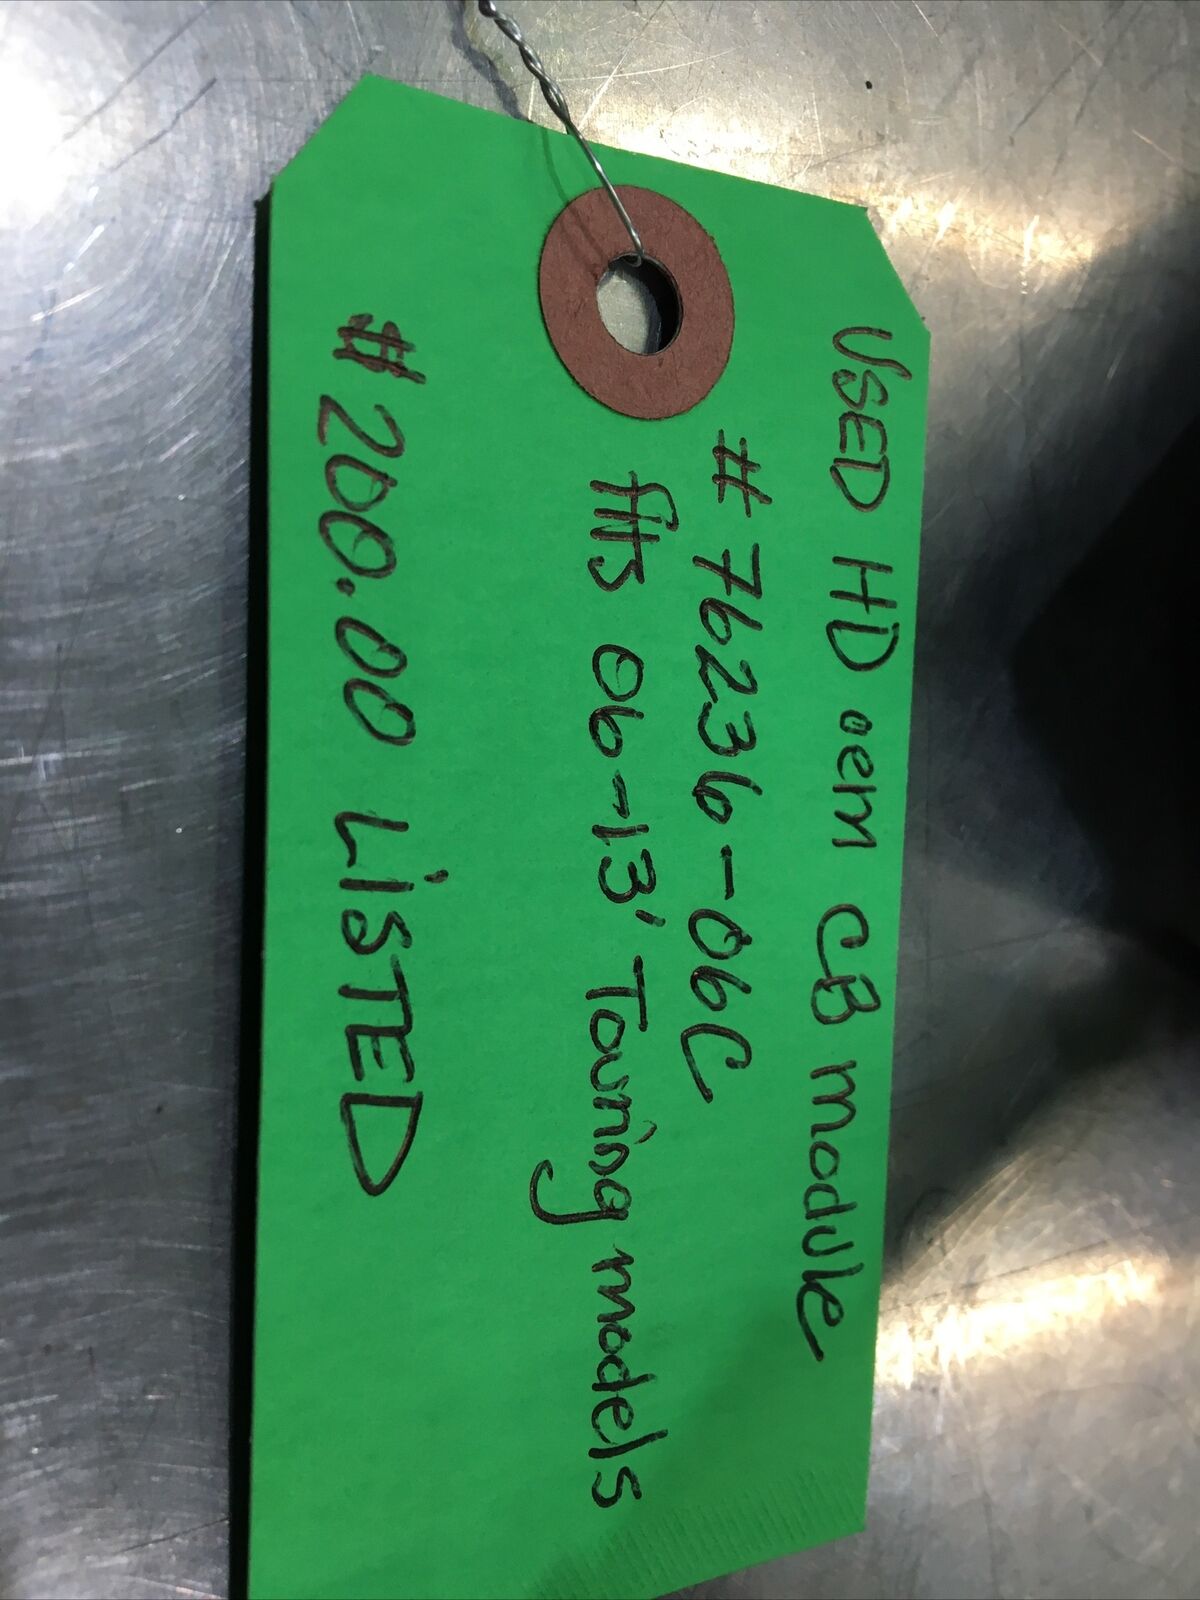 USED HD oem CB module
# 76236-06C
fits 06-13' Touring models
#200.00 LiSTED